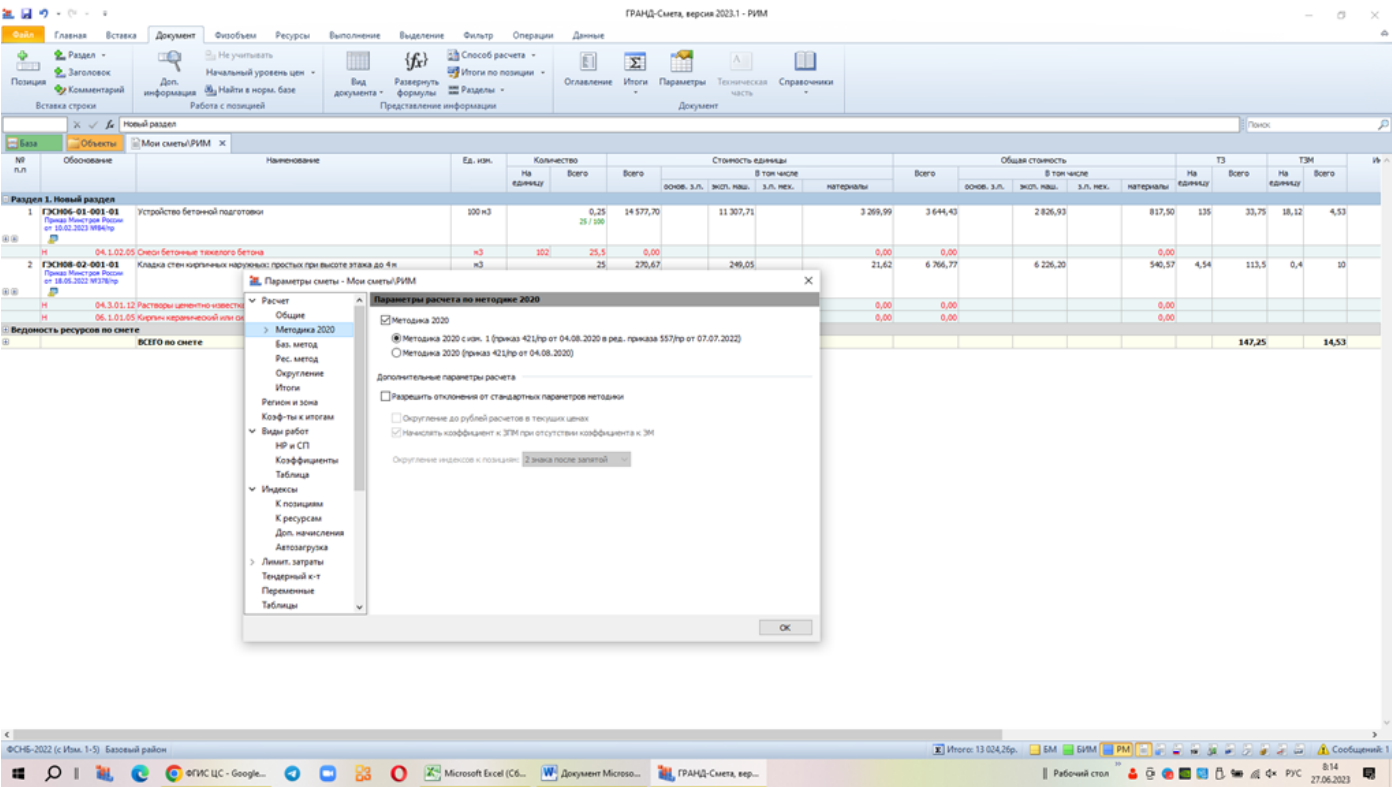 ГРАНД-Смета, версия 2023.1 - РИМ
Файл Главная Вставка Документ Физобъем Ресурсы Выполнение Выделение Фильтр Операции Данные
Позиция
Раздел
Заголовок
Комментарий
Вставка строки
Доп. информация
Не учитывать
Начальный уровень цен
Найти в норм. базе
Работа с позицией
Вид документа
Развернуть формулы
Способ расчета
Итоги по позиции
Разделы
Представление информации
Оглавление Итоги Параметры Техническая часть Справочники
Документ
Новый раздел
Поиск
База Объекты Мои сметы\РИМ
№ п.п Обоснование Наименование Ед. изм. Количество Стоимость единицы Общая стоимость ТЗ ТЗМ
На единицу Всего Всего В том числе Всего В том числе На единицу Всего На единицу Всего
основ. з.п. эксп. маш. з.п. мех. материалы основ. з.п. эксп. маш. з.п. мех. материалы
Раздел 1. Новый раздел
1 ГЭСН06-01-001-01 Устройство бетонной подготовки 100 м3 0,25 14 577,70 11 307,71 3 269,99 3 644,43 2 826,93 817,50 135 33,75 18,12 4,53
Приказ Минстроя России 25 / 100
от 10.02.2023 №84/пр
Н 04.1.02.05 Смеси бетонные тяжелого бетона м3 102 25,5 0,00 0,00 0,00 0,00
2 ГЭСН08-02-001-01 Кладка стен кирпичных наружных: простых при высоте этажа до 4 м м3 25 270,67 249,05 21,62 6 766,77 6 226,20 540,57 4,54 113,5 0,4 10
Приказ Минстроя России
от 18.05.2022 №378/пр
Н 04.3.01.12 Растворы цементно-известко 0,00 0,00 0,00
Н 06.1.01.05 Кирпич керамический или 0,00 0,00 0,00
Ведомость ресурсов по смете
ВСЕГО по смете 147,25 14,53
Параметры сметы - Мои сметы\РИМ
Расчет
Общие
Методика 2020
Баз. метод
Рес. метод
Округление
Итоги
Регион и зона
Коэф-ты к итогам
Виды работ
НР и СП
Коэффициенты
Таблица
Индексы
К позициям
К ресурсам
Доп. начисления
Автозагрузка
Лимит. затраты
Тендерный к-т
Переменные
Таблицы
Параметры расчета по методике 2020
Методика 2020
Методика 2020 с изм. 1 (приказ 421/пр от 04.08.2020 в ред. приказа 557/пр от 07.07.2022)
Методика 2020 (приказ 421/пр от 04.08.2020)
Дополнительные параметры расчета
Разрешить отклонения от стандартных параметров методики
Округление до рублей расчетов в текущих ценах
Начислять коэффициент к ЗПМ при отсутствии коэффициента к ЭМ
Округление индексов к позициям: 2 знака после запятой
ОК
ФСНБ-2022 (с Изм. 1-5) Базовый район
Итого: 13 024,26р. БМ БИМ РМ
Сообщений: 1
ФГИС ЦС - Google...
Microsoft Excel (Сб...
Документ Microso...
ГРАНД-Смета, вер...
Рабочий стол
РУС
8:14
27.06.2023